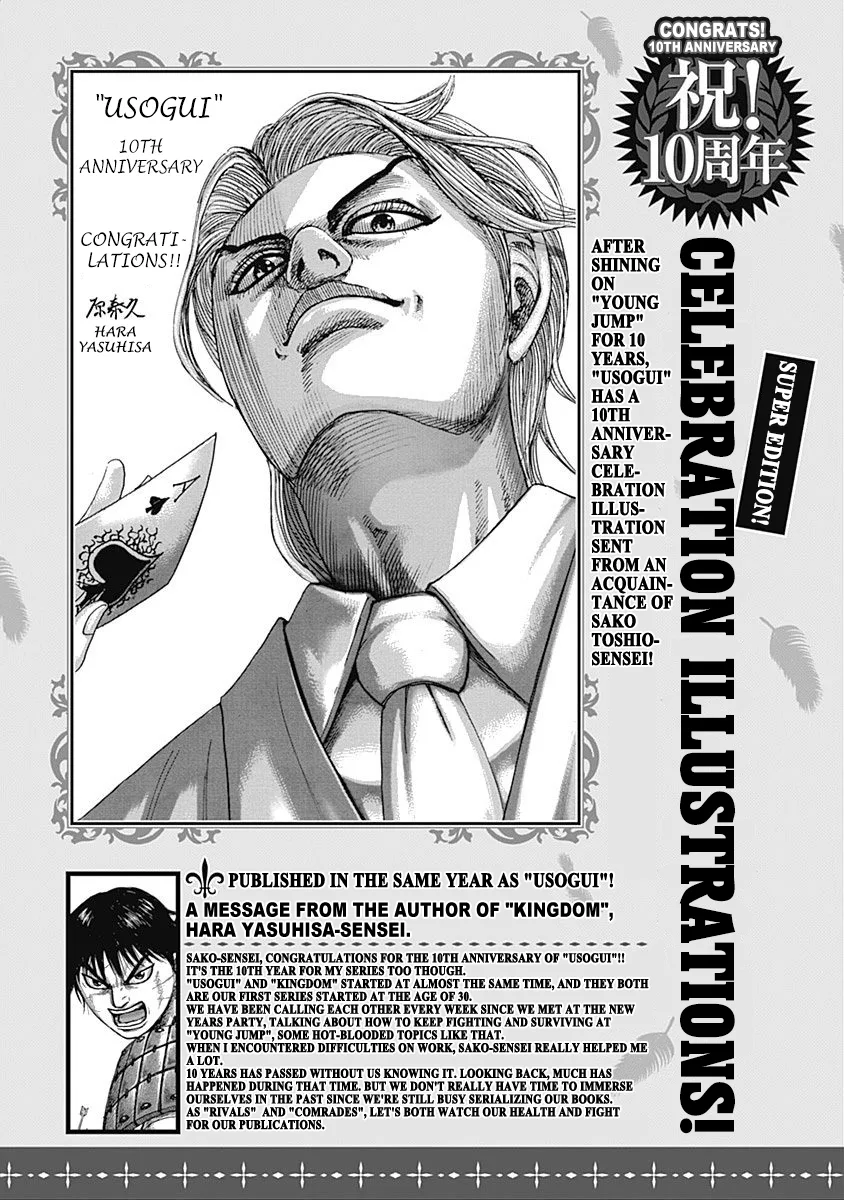 CONGRATS!
10TH ANNIVERSARY
祝!
10周年
CELEBRATION ILLUSTRATIONS!
SUPER EDITION!
AFTER
SHINING
ON
"YOUNG
JUMP"
FOR 10
YEARS,
"USOGUI"
HAS A
10TH
ANNIVER-
SARY
CELE-
BRATION
ILLUS-
TRATION
SENT
FROM AN
ACQUAIN-
TANCE OF
SAKO
TOSHIO-
SENSEI!
"USOGUI"
10TH
ANNIVERSARY
CONGRATI-
LATIONS!!
原泰久
HARA
YASUHISA
A
PUBLISHED IN THE SAME YEAR AS "USOGUI"!
A MESSAGE FROM THE AUTHOR OF "KINGDOM",
HARA YASUHISA-SENSEI.
SAKO-SENSEI, CONGRATULATIONS FOR THE 10TH ANNIVERSARY OF "USOGUI"!!
IT'S THE 10TH YEAR FOR MY SERIES TOO THOUGH.
"USOGUI" AND "KINGDOM" STARTED AT ALMOST THE SAME TIME, AND THEY BOTH
ARE OUR FIRST SERIES STARTED AT THE AGE OF 30.
WE HAVE BEEN CALLING EACH OTHER EVERY WEEK SINCE WE MET AT THE NEW
YEARS PARTY, TALKING ABOUT HOW TO KEEP FIGHTING AND SURVIVING AT
"YOUNG JUMP", SOME HOT-BLOODED TOPICS LIKE THAT.
WHEN I ENCOUNTERED DIFFICULTIES ON WORK, SAKO-SENSEI REALLY HELPED ME
A LOT.
10 YEARS HAS PASSED WITHOUT US KNOWING IT. LOOKING BACK, MUCH HAS
HAPPENED DURING THAT TIME. BUT WE DON'T REALLY HAVE TIME TO IMMERSE
OURSELVES IN THE PAST SINCE WE'RE STILL BUSY SERIALIZING OUR BOOKS.
AS "RIVALS" AND "COMRADES", LET'S BOTH WATCH OUR HEALTH AND FIGHT
FOR OUR PUBLICATIONS.